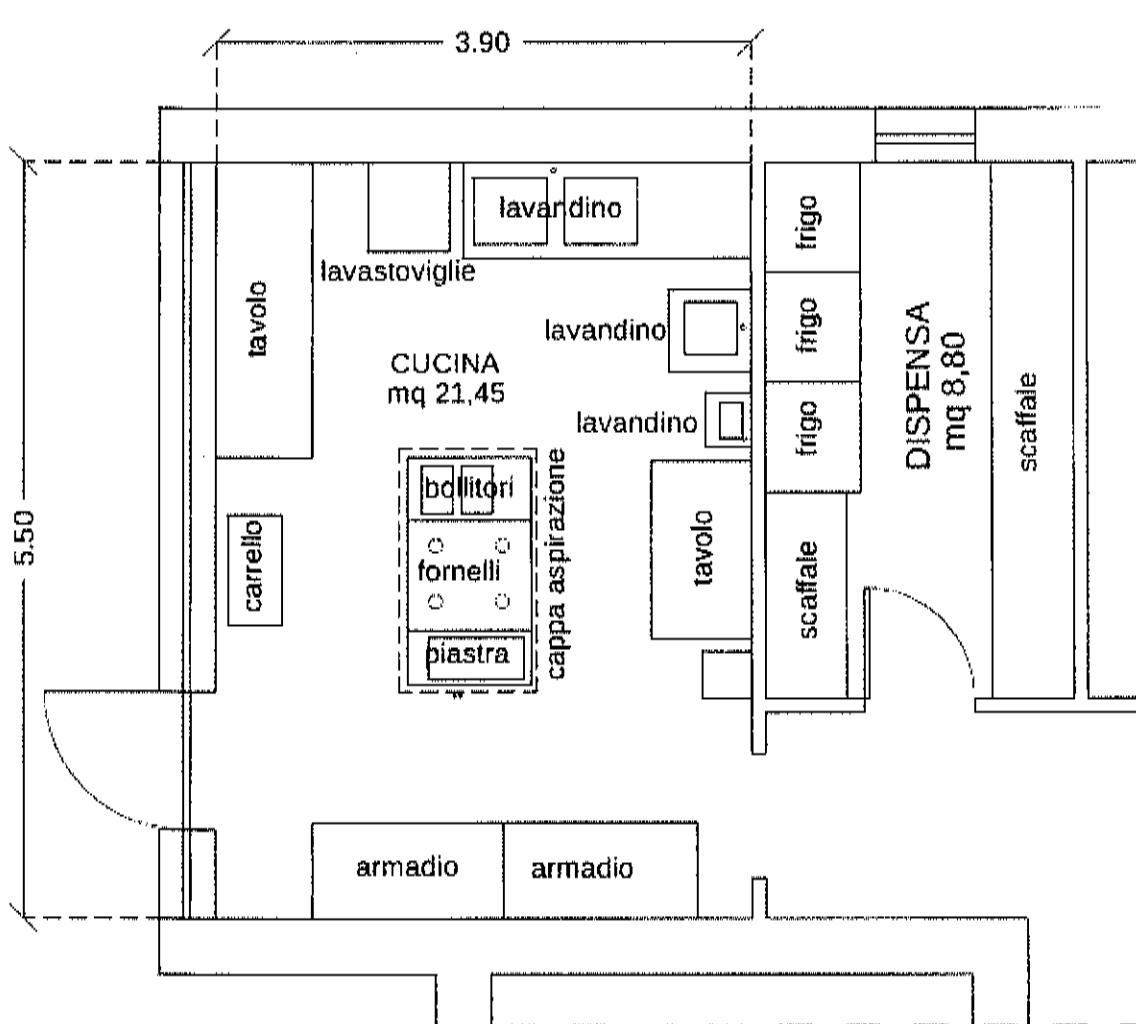 3.90
5.50
lavandino
frigo
lavastoviglie
tavolo
lavandino
frigo
CUCINA
mq 21,45
lavandino
frigo
DISPENSA
mq 8,80
scaffale
bollitori
cappa aspirazione
fornelli
carrello
tavolo
scaffale
piastra
armadio
armadio